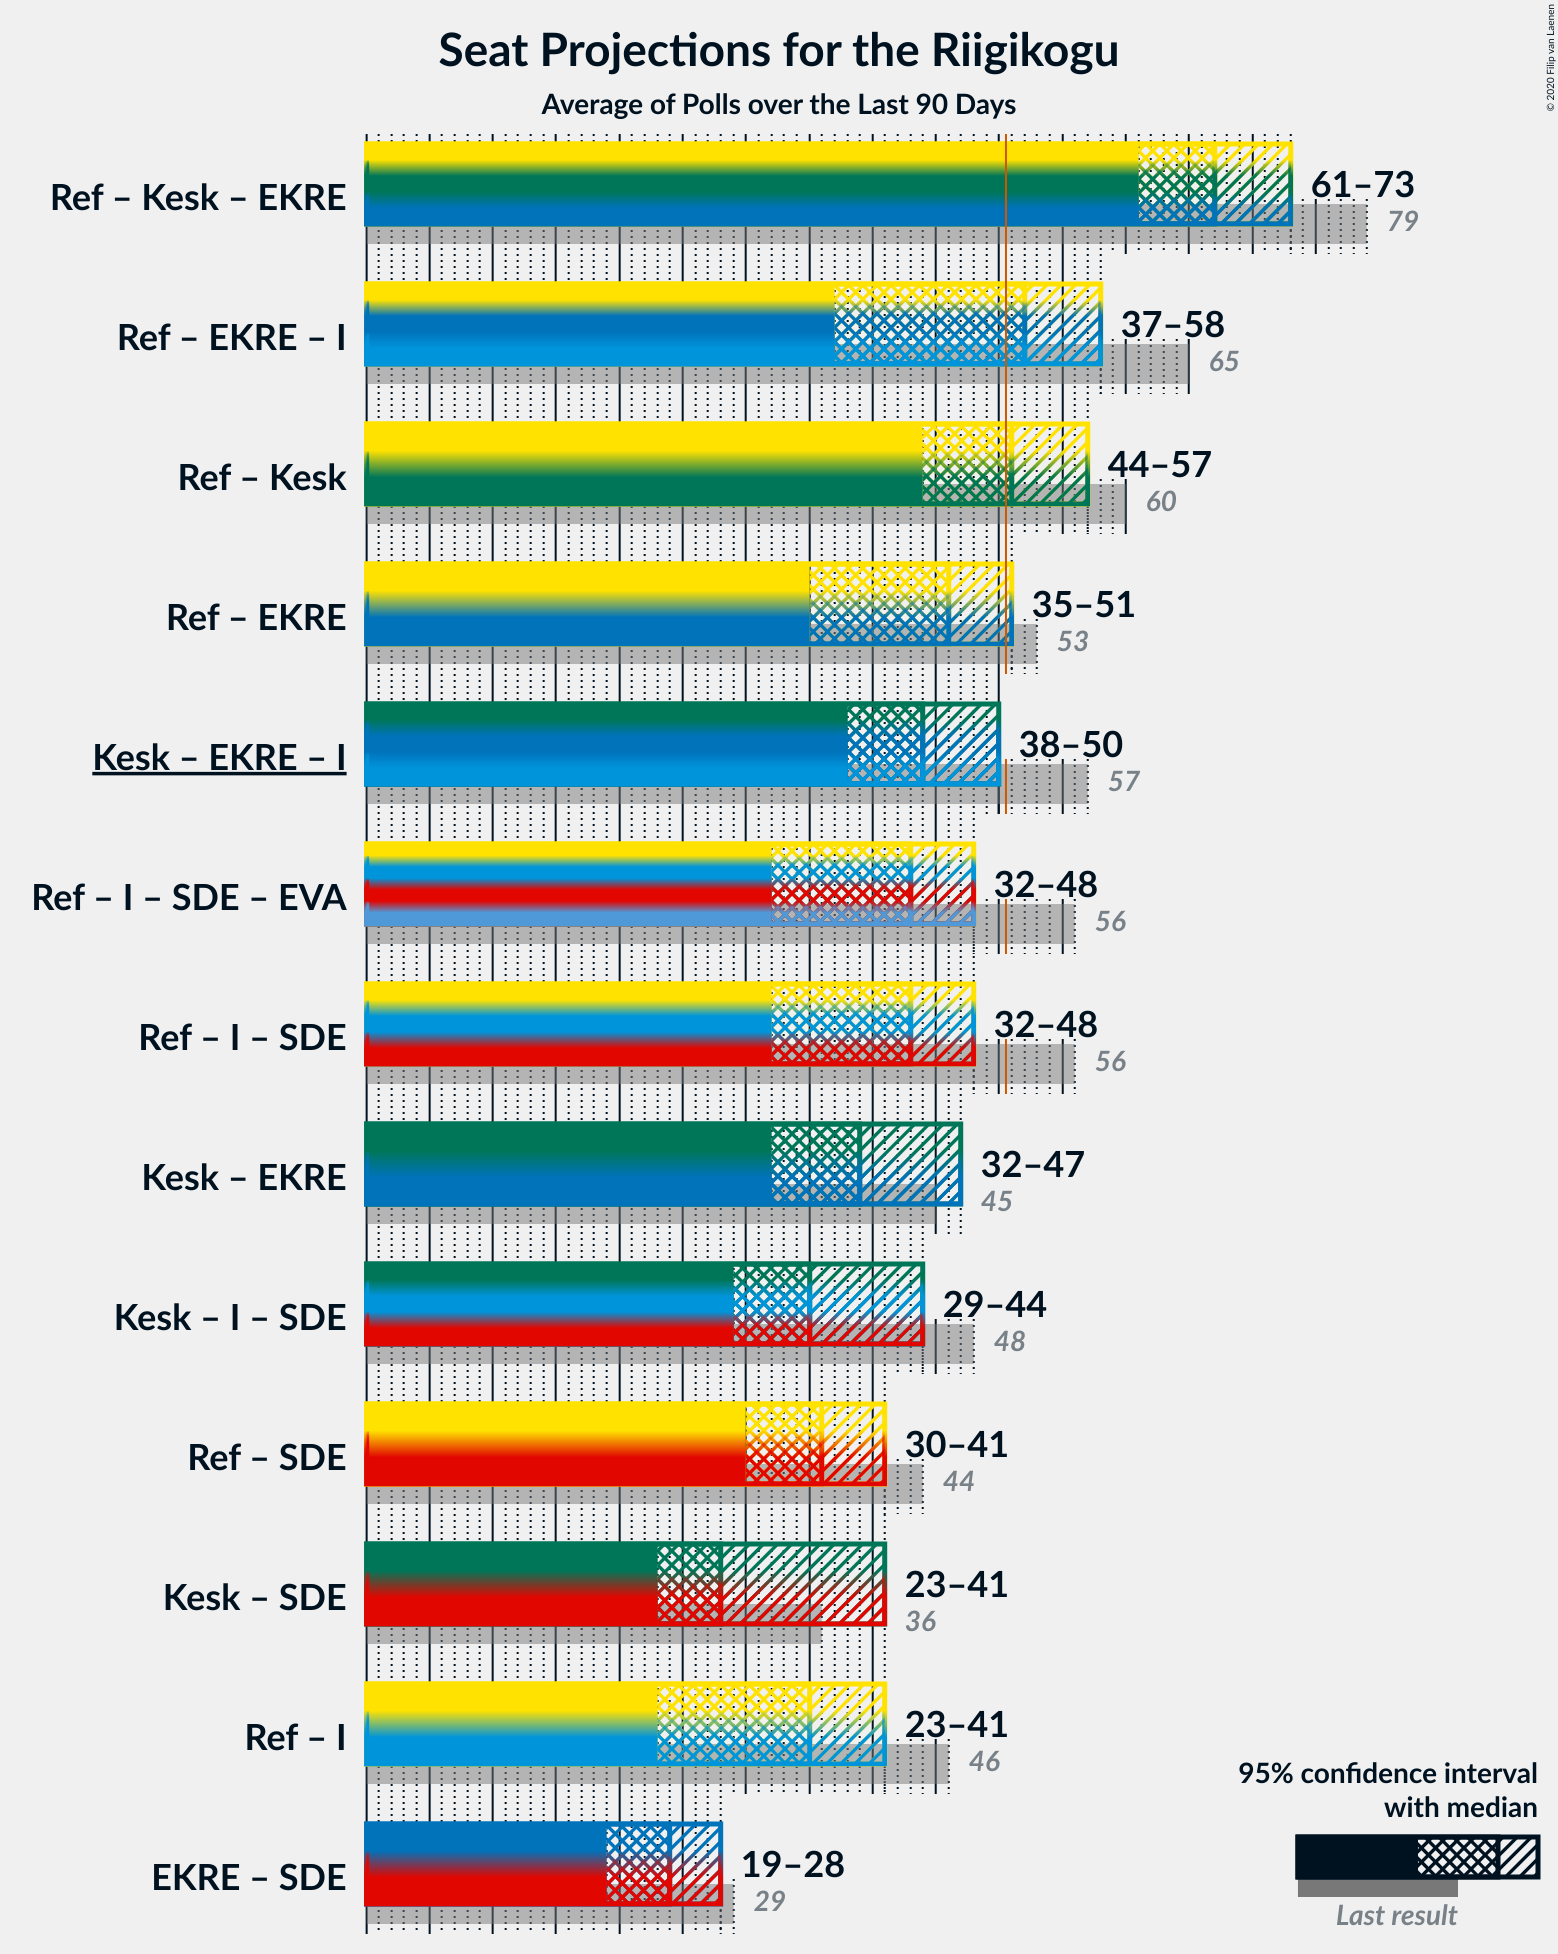 Seat Projections for the Riigikogu
Average of Polls over the Last 90 Days
© 2020 Filip van Laenen
Ref – Kesk – EKRE
61–73
79
Ref – EKRE – I
37–58
65
Ref – Kesk
44–57
60
Ref – EKRE
35–51
53
Kesk – EKRE – I
38–50
57
Ref – I – SDE – EVA
32–48
56
Ref – I – SDE
32–48
56
Kesk – EKRE
32–47
45
Kesk – I – SDE
29–44
48
Ref – SDE
30–41
44
Kesk – SDE
23–41
36
Ref – I
23–41
46
EKRE – SDE
19–28
29
95% confidence interval
with median
Last result